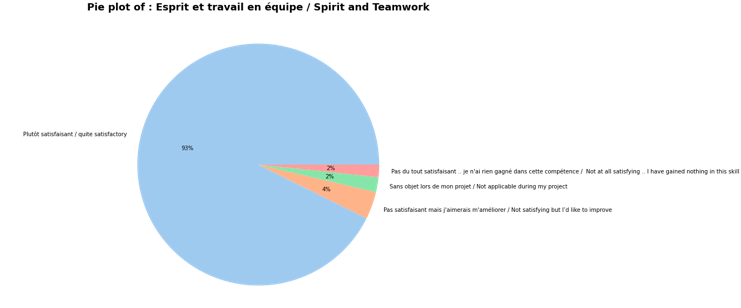 Pie plot of : Esprit et travail en équipe / Spirit and Teamwork
Plutôt satisfaisant / quite satisfactory
93%
2%
Pas du tout satisfaisant .. je n'ai rien gagné dans cette compétence / Not at all satisfying .. I have gained nothing in this skill
2%
Sans objet lors de mon projet / Not applicable during my project
4%
Pas satisfaisant mais j'aimerais m'améliorer / Not satisfying but I'd like to improve